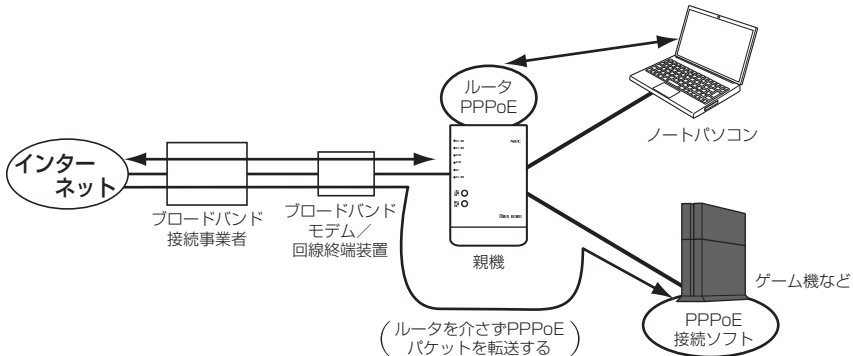 ルータ
PPPoE
ノートパソコン
NEC
インター
ネット
ブロードバンド
接続事業者
ブロードバンド
モデム／
回線終端装置
親機
ゲーム機など
PPPoE
接続ソフト
（ルータを介さずPPPoE
パケットを転送する）